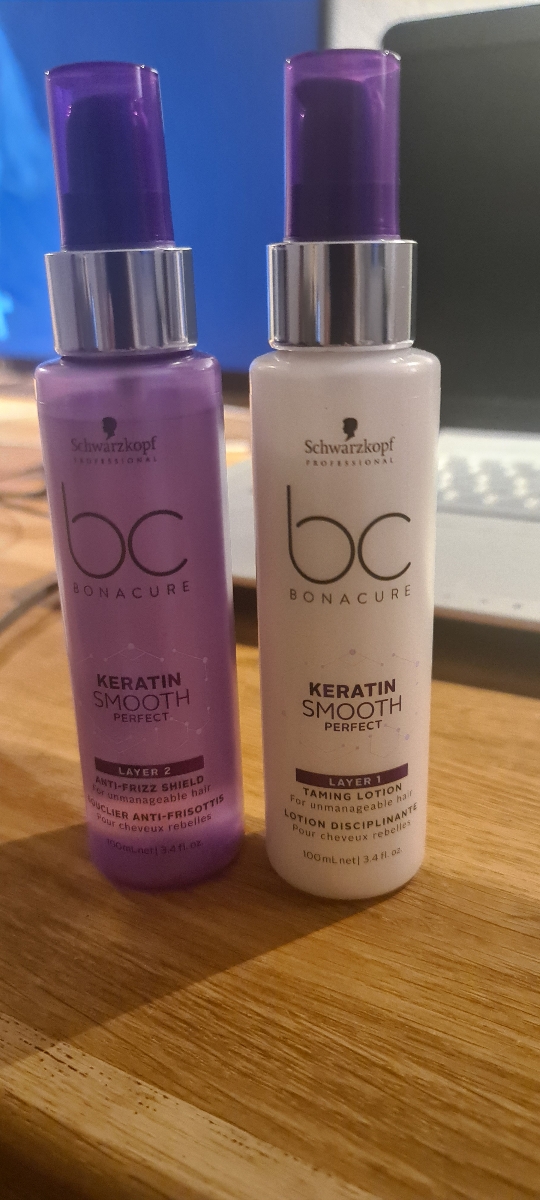 Schwarzkopf
PROFESSIONAL
bc
BONACURE
KERATIN
SMOOTH
PERFECT
LAYER 2
ANTI-FRIZZ SHIELD
For unmanageable hair
BOUCLIER ANTI-FRISOTTIS
Pour cheveux rebelles
100mL net | 3.4 fl. oz.
Schwarzkopf
PROFESSIONAL
bc
BONACURE
KERATIN
SMOOTH
PERFECT
LAYER 1
TAMING LOTION
For unmanageable hair
LOTION DISCIPLINANTE
Pour cheveux rebelles
100mL net | 3.4 fl. oz.